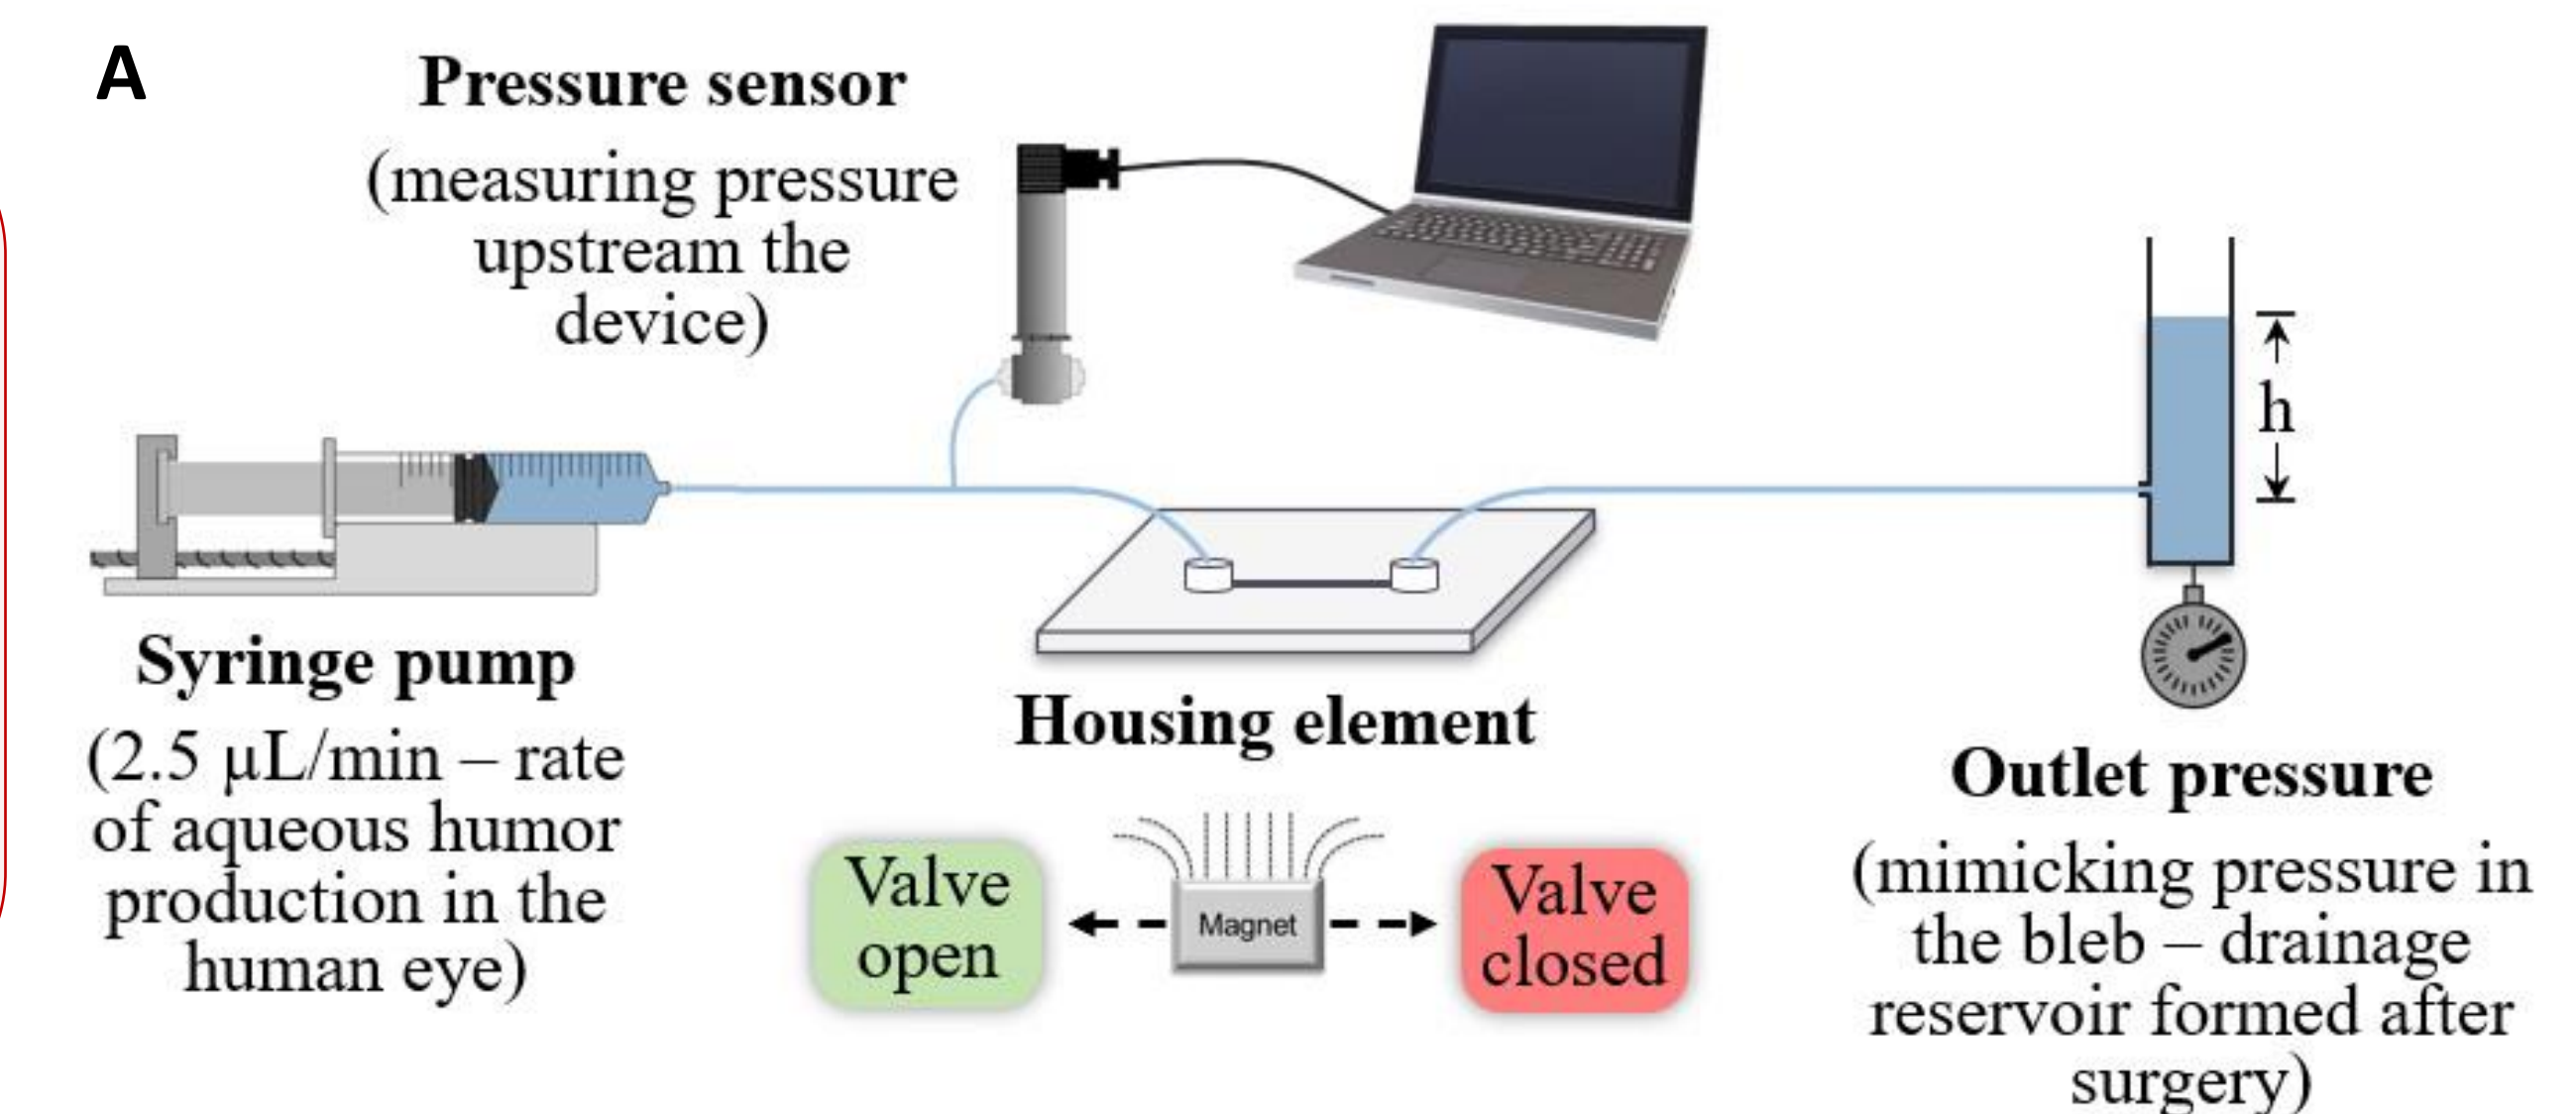 A
Pressure sensor
(measuring pressure
upstream the
device)
h
Syringe pump
(2.5 μL/min – rate
of aqueous humor
production in the
human eye)
Housing element
Valve
open
Magnet
Valve
closed
Outlet pressure
(mimicking pressure in
the bleb – drainage
reservoir formed after
surgery)